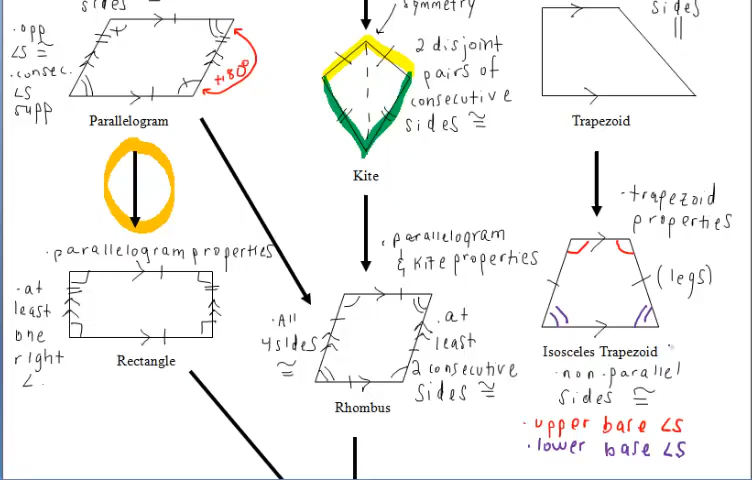 sides ≅
· opp
∠s ≅
· consec.
∠s
supp
+180°
Parallelogram
symmetry
2 disjoint
pairs of
consecutive
sides ≅
Kite
sides
||
Trapezoid
· parallelogram properties
· at
least
one
right
∠.
Rectangle
· parallelogram
& Kite properties
· All
4 sides
≅
· at
least
2 consecutive
sides ≅
Rhombus
· trapezoid
properties
(legs)
Isosceles Trapezoid
· non-parallel
sides ≅
· upper base ∠s
· lower base ∠s